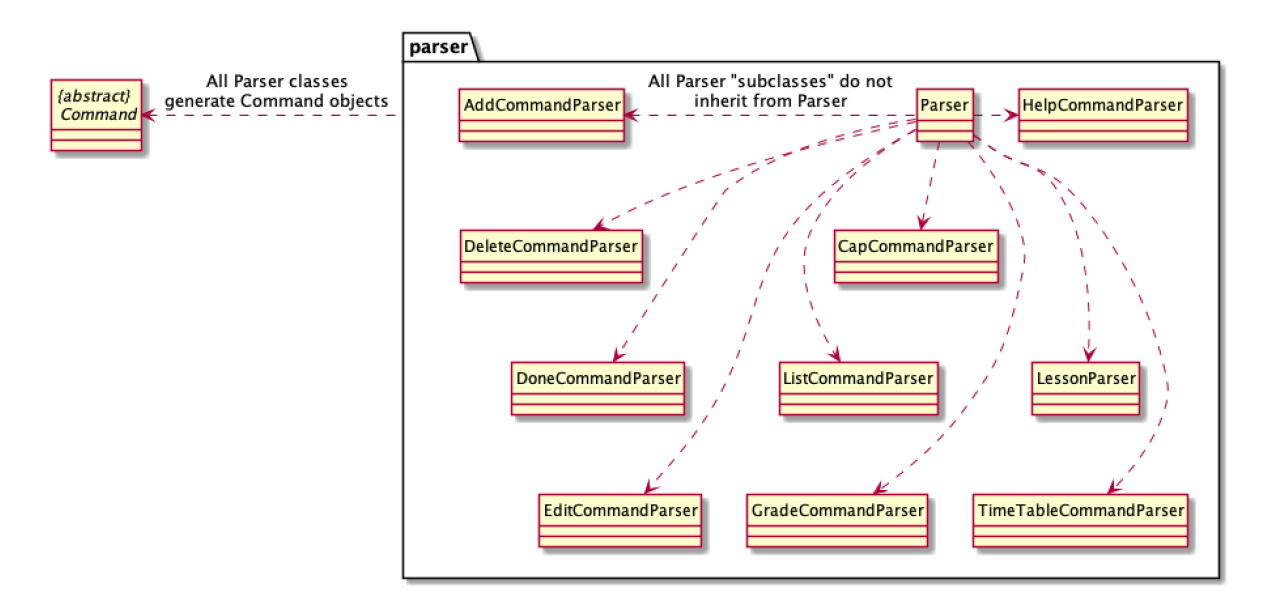 parser
All Parser classes
generate Command objects
{abstract}
Command
All Parser "subclasses" do not
inherit from Parser
AddCommandParser
Parser
HelpCommandParser
DeleteCommandParser
CapCommandParser
DoneCommandParser
ListCommandParser
LessonParser
EditCommandParser
GradeCommandParser
TimeTableCommandParser